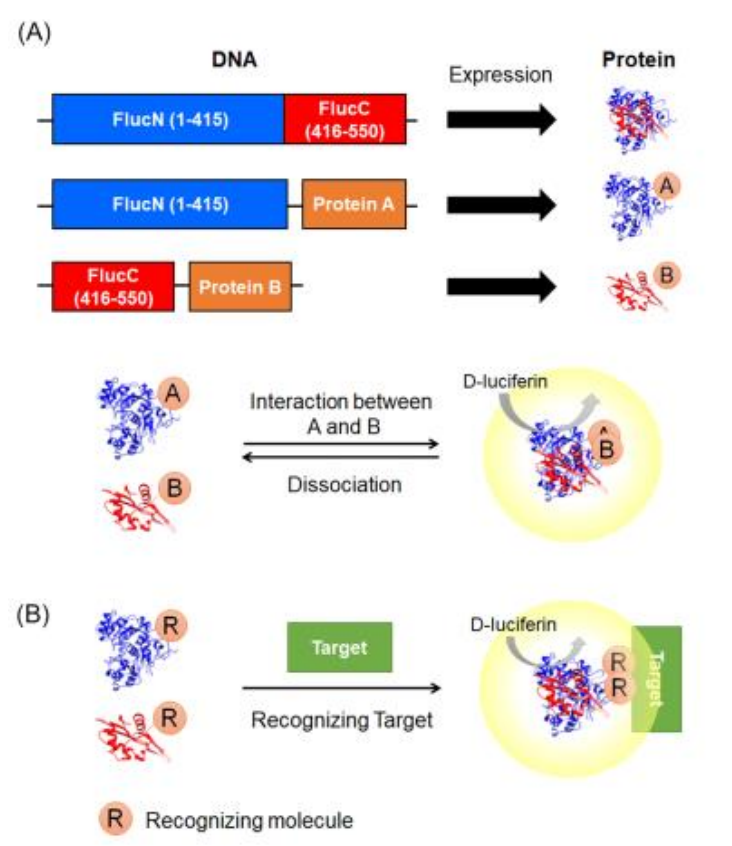 (A)
DNA
Expression
Protein
FlucN (1-415)
FlucC
(416-550)
FlucN (1-415)
Protein A
A
FlucC
(416-550)
Protein B
B
A
B
Interaction between
A and B
Dissociation
D-luciferin
A
B
(B)
R
R
Target
Recognizing Target
D-luciferin
R
R
Target
R Recognizing molecule